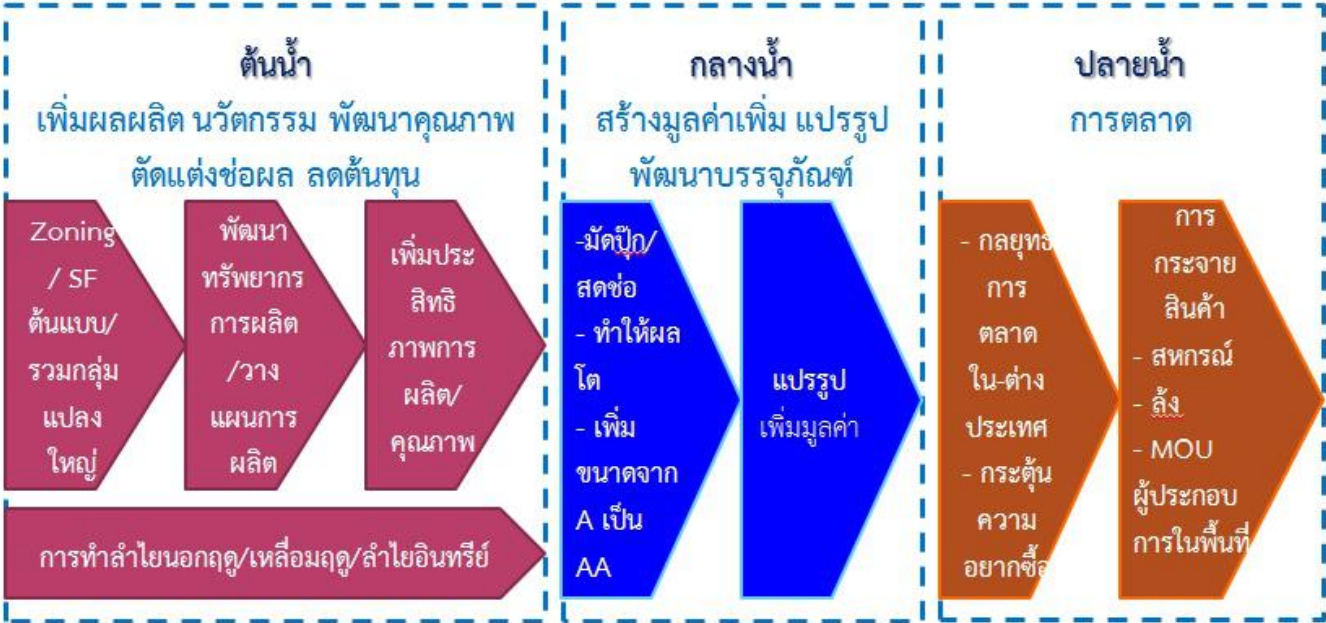 ต้นน้ำ
เพิ่มผลผลิต นวัตกรรม พัฒนาคุณภาพ
ตัดแต่งช่อผล ลดต้นทุน
Zoning
/ SF
ต้นแบบ/
รวมกลุ่ม
แปลง
ใหญ่
พัฒนา
ทรัพยากร
การผลิต
/วาง
แผนการ
ผลิต
เพิ่มประ
สิทธิ
ภาพการ
ผลิต/
คุณภาพ
การทำลำไยนอกฤดู/เหลื่อมฤดู/ลำไยอินทรีย์
กลางน้ำ
สร้างมูลค่าเพิ่ม แปรรูป
พัฒนาบรรจุภัณฑ์
-มัดปุ๊ก/
สดช่อ
- ทำให้ผล
โต
- เพิ่ม
ขนาดจาก
A เป็น
AA
แปรรูป
เพิ่มมูลค่า
ปลายน้ำ
การตลาด
- กลยุทธ
การ
ตลาด
ใน-ต่าง
ประเทศ
- กระตุ้น
ความ
อยากซื้อ
การ
กระจาย
สินค้า
- สหกรณ์
- ล้ง
- MOU
ผู้ประกอบ
การในพื้นที่